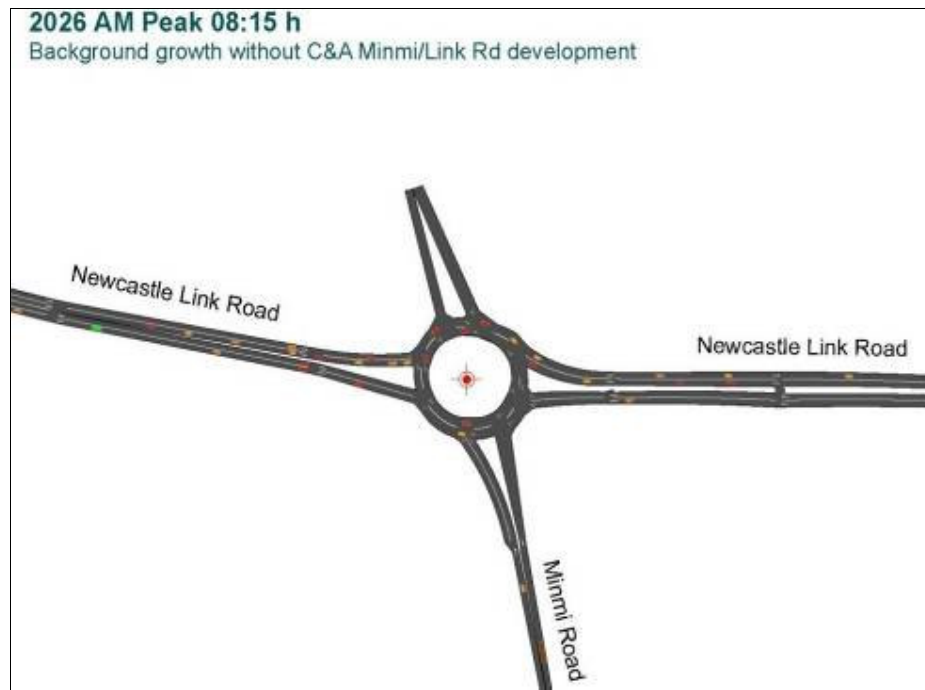 2026 AM Peak 08:15 h
Background growth without C&A Minmi/Link Rd development
Newcastle Link Road
Newcastle Link Road
Minmi Road